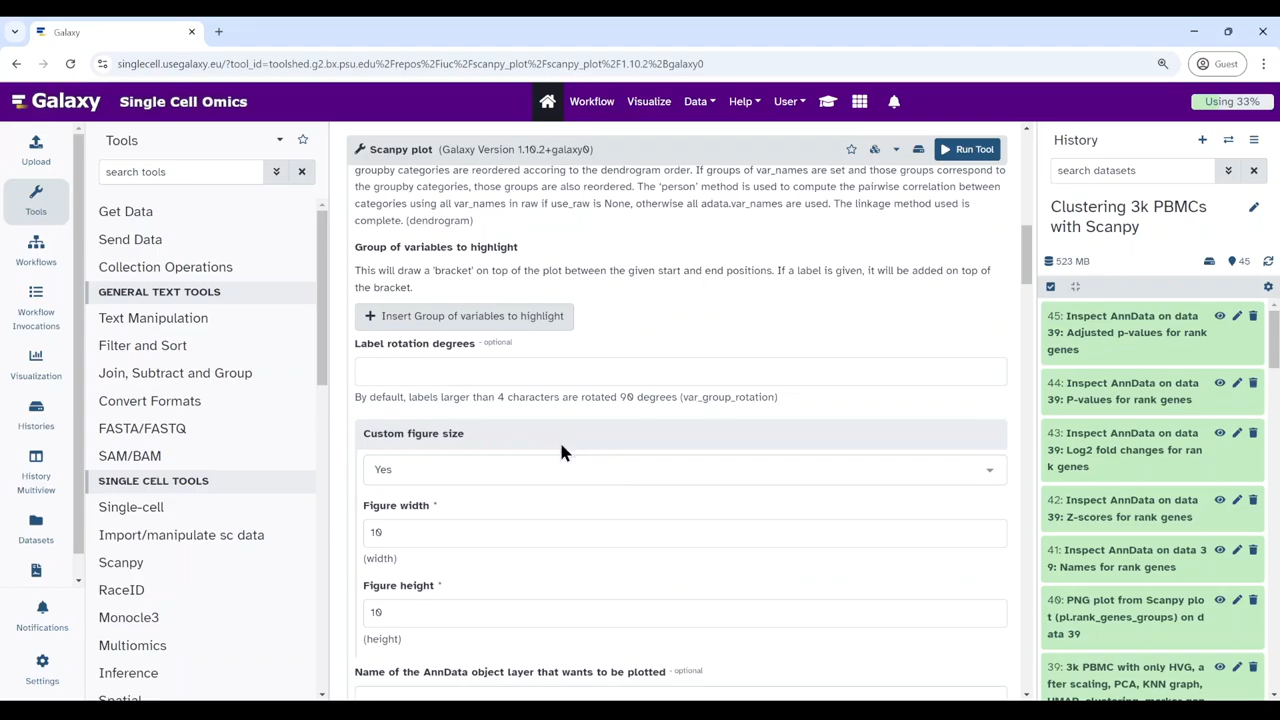 Galaxy
singlecell.usegalaxy.eu/?tool_id=toolshed.g2.bx.psu.edu%2Frepos%2Fiuc%2Fscanpy_plot%2Fscanpy_plot%2F1.10.2%2Bgalaxy0
Guest
Galaxy Single Cell Omics
Workflow Visualize Data Help User
Using 33%
Upload
Tools
Workflows
Workflow
Invocations
Visualization
Histories
History
Multiview
Datasets
Notifications
Settings
Tools
search tools
Get Data
Send Data
Collection Operations
GENERAL TEXT TOOLS
Text Manipulation
Filter and Sort
Join, Subtract and Group
Convert Formats
FASTA/FASTQ
SAM/BAM
SINGLE CELL TOOLS
Single-cell
Import/manipulate sc data
Scanpy
RaceID
Monocle3
Multiomics
Inference
Spatial
Scanpy plot (Galaxy Version 1.10.2+galaxy0)
Run Tool
groupby categories are reordered accoring to the dendrogram order. If groups of var_names are set and those groups correspond to
the groupby categories, those groups are also reordered. The ‘person’ method is used to compute the pairwise correlation between
categories using all var_names in raw if use_raw is None, otherwise all adata.var_names are used. The linkage method used is
complete. (dendrogram)
Group of variables to highlight
This will draw a 'bracket' on top of the plot between the given start and end positions. If a label is given, it will be added on top of
the bracket.
Insert Group of variables to highlight
Label rotation degrees - optional
By default, labels larger than 4 characters are rotated 90 degrees (var_group_rotation)
Custom figure size
Yes
Figure width *
10
(width)
Figure height *
10
(height)
Name of the AnnData object layer that wants to be plotted - optional
History
search datasets
Clustering 3k PBMCs
with Scanpy
523 MB
45
45: Inspect AnnData on data
39: Adjusted p-values for rank
genes
44: Inspect AnnData on data
39: P-values for rank genes
43: Inspect AnnData on data
39: Log2 fold changes for ran
k genes
42: Inspect AnnData on data
39: Z-scores for rank genes
41: Inspect AnnData on data 3
9: Names for rank genes
40: PNG plot from Scanpy plo
t (pl.rank_genes_groups) on d
ata 39
39: 3k PBMC with only HVG, a
fter scaling, PCA, KNN graph,
UMAP, clustering, marker gen